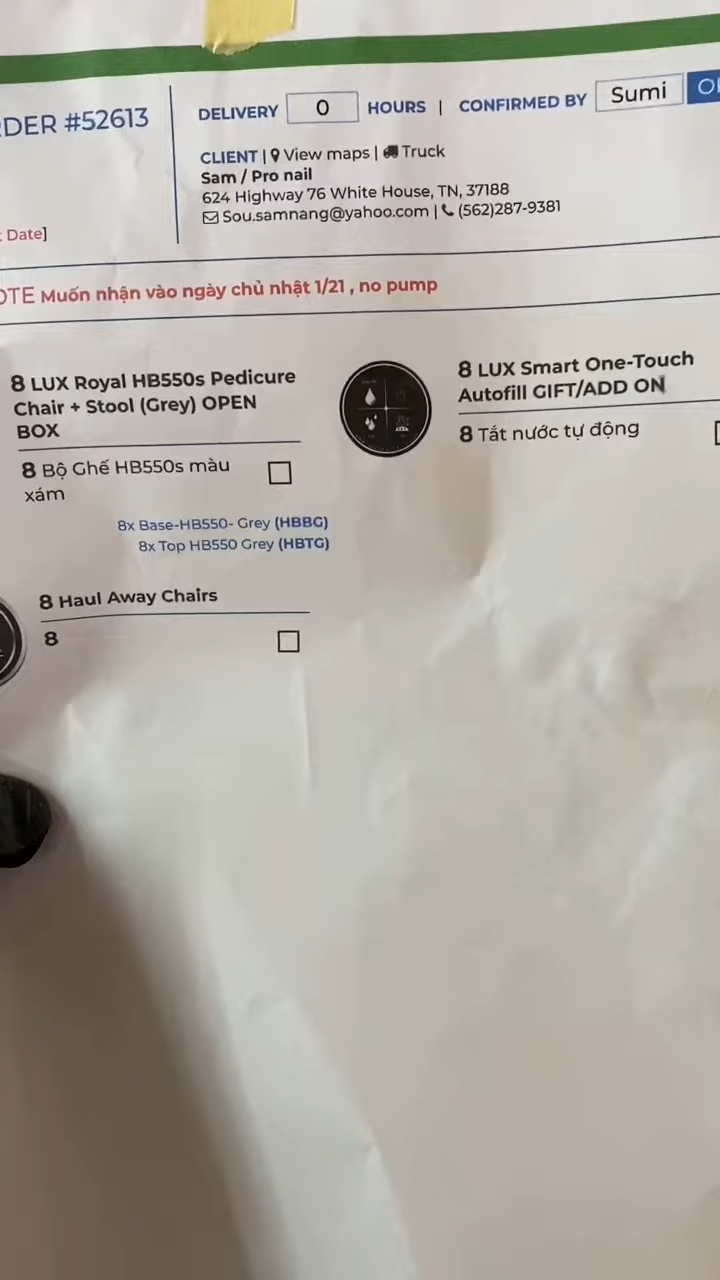 #52613
DELIVERY 0 HOURS | CONFIRMED BY Sumi
CLIENT | View maps | Truck
Sam / Pro nail
624 Highway 76 White House, TN, 37188
Sou.samnang@yahoo.com | (562)287-9381
Date]
Muốn nhận vào ngày chủ nhật 1/21 , no pump
8 LUX Royal HB550s Pedicure
Chair + Stool (Grey) OPEN
BOX
8 Bộ Ghế HB550s màu
xám
8x Base-HB550- Grey (HBBG)
8x Top HB550 Grey (HBTG)
8 LUX Smart One-Touch
Autofill GIFT/ADD ON
8 Tắt nước tự động
8 Haul Away Chairs
8